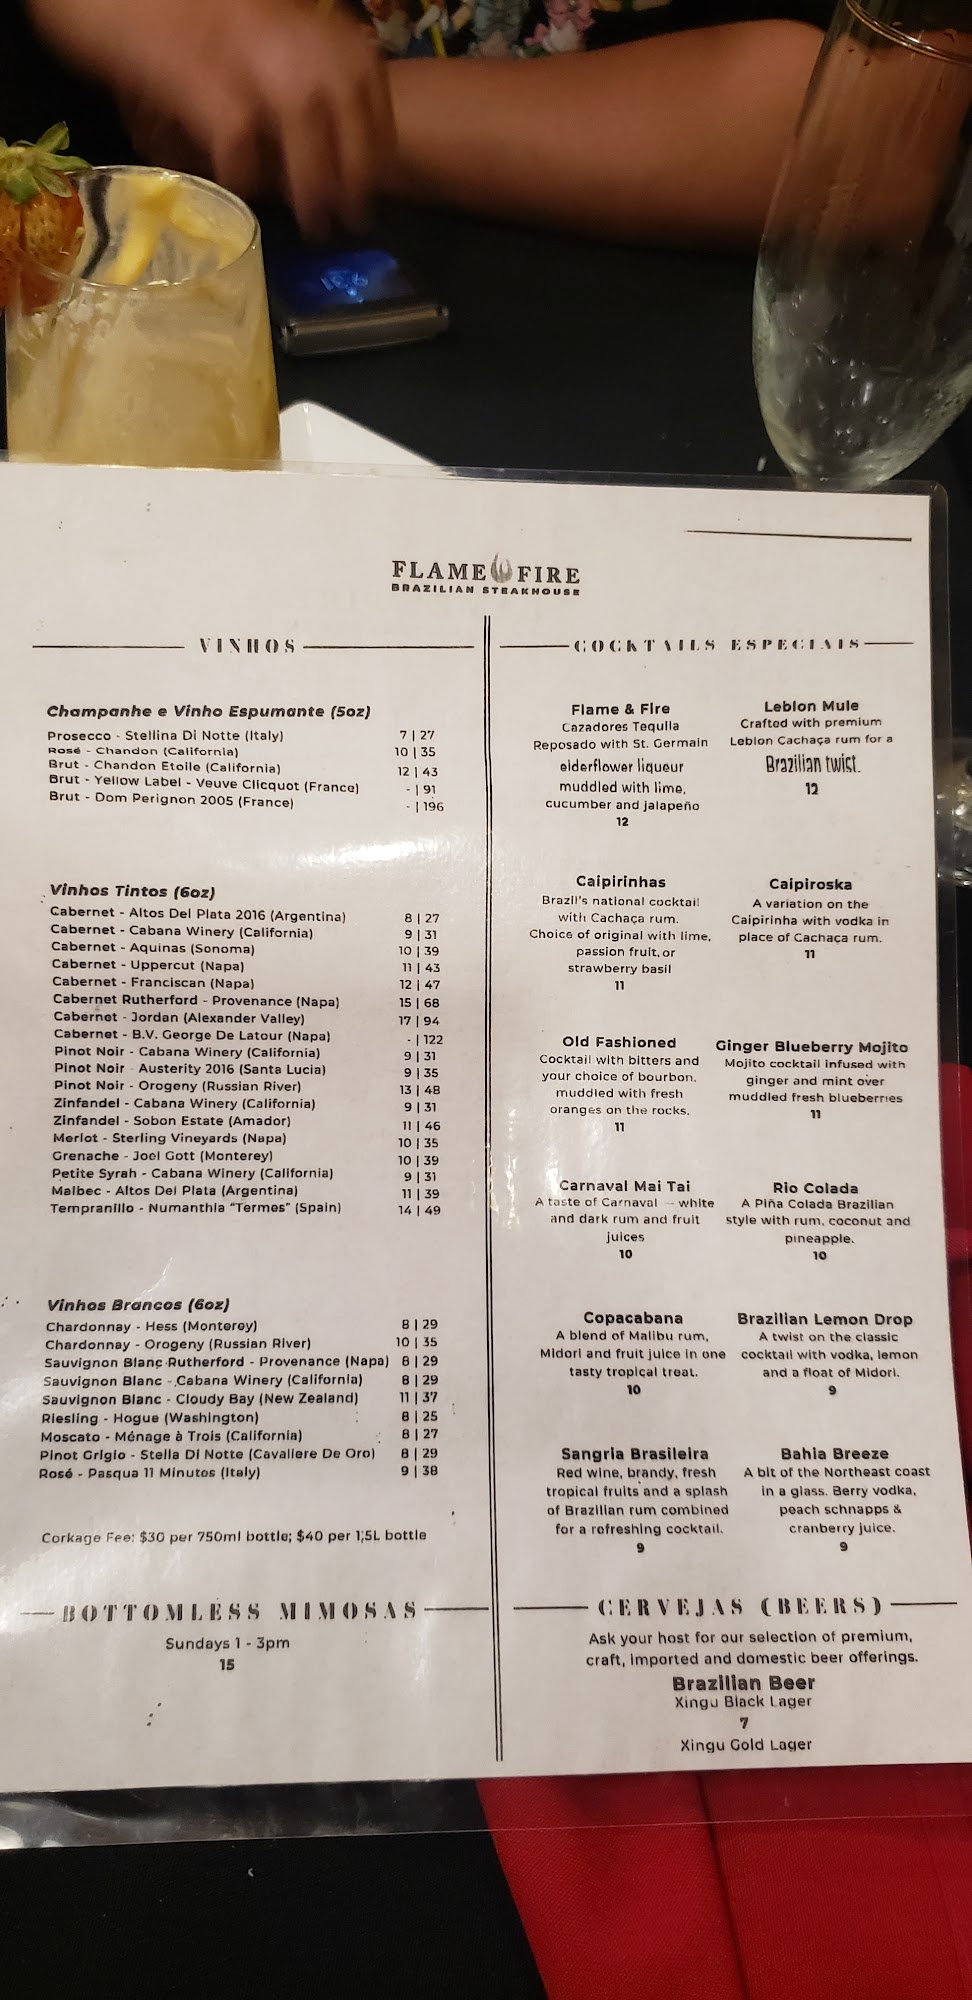 FLAME FIRE
BRAZILIAN STEAKHOUSE
VINHOS
Champanhe e Vinho Espumante (5oz)
Prosecco - Stellina Di Notte (Italy) 7 | 27
Rosé - Chandon (California) 10 | 35
Brut - Chandon Etoile (California) 12 | 43
Brut - Yellow Label - Veuve Clicquot (France) - | 91
Brut - Dom Perignon 2005 (France) - | 196
Vinhos Tintos (6oz)
Cabernet - Altos Del Plata 2016 (Argentina) 8 | 27
Cabernet - Cabana Winery (California) 9 | 31
Cabernet - Aquinas (Sonoma) 10 | 39
Cabernet - Uppercut (Napa) 11 | 43
Cabernet - Franciscan (Napa) 12 | 47
Cabernet Rutherford - Provenance (Napa) 15 | 68
Cabernet - Jordan (Alexander Valley) 17 | 94
Cabernet - B.V. George De Latour (Napa) - | 122
Pinot Noir - Cabana Winery (California) 9 | 31
Pinot Noir Austerity 2016 (Santa Lucia) 9 | 35
Pinot Noir - Orogeny (Russian River) 13 | 48
Zinfandel - Cabana Winery (California) 9 | 31
Zinfandel - Sobon Estate (Amador) 11 | 46
Merlot - Sterling Vineyards (Napa) 10 | 35
Grenache - Joel Gott (Monterey) 10 | 39
Petite Syrah - Cabana Winery (California) 9 | 31
Malbec - Altos Del Plata (Argentina) 11 | 39
Tempranillo - Numanthia "Termes" (Spain) 14 | 49
Vinhos Brancos (6oz)
Chardonnay - Hess (Monterey) 8 | 29
Chardonnay - Orogeny (Russian River) 10 | 35
Sauvignon Blanc Rutherford - Provenance (Napa) 8 | 29
Sauvignon Blanc - Cabana Winery (California) 8 | 29
Sauvignon Blanc - Cloudy Bay (New Zealand) 11 | 37
Riesling - Hogue (Washington) 8 | 25
Moscato - Ménage à Trois (California) 8 | 27
Pinot Grigio - Stella Di Notte (Cavaliere De Oro) 8 | 29
Rosé - Pasqua 11 Minutes (Italy) 9 | 38
Corkage Fee: $30 per 750ml bottle; $40 per 1,5L bottle
BOTTOMLESS MIMOSAS
Sundays 1 - 3pm
15
COCKTAILS ESPECIAIS
Flame & Fire
Cazadores Tequila
Reposado with St. Germain
elderflower liqueur
muddled with lime,
cucumber and jalapeño
12
Leblon Mule
Crafted with premium
Leblon Cachaça rum for a
Brazilian twist.
12
Caipirinhas
Brazil's national cocktail
with Cachaça rum.
Choice of original with lime,
passion fruit, or
strawberry basil
11
Caipiroska
A variation on the
Caipirinha with vodka in
place of Cachaça rum.
11
Old Fashioned
Cocktail with bitters and
your choice of bourbon,
muddled with fresh
oranges on the rocks.
11
Ginger Blueberry Mojito
Mojito cocktail infused with
ginger and mint over
muddled fresh blueberries
11
Carnaval Mai Tai
A taste of Carnaval -- white
and dark rum and fruit
juices
10
Rio Colada
A Piña Colada Brazilian
style with rum, coconut and
pineapple.
10
Copacabana
A blend of Malibu rum,
Midori and fruit juice in one
tasty tropical treat.
10
Brazilian Lemon Drop
A twist on the classic
cocktail with vodka, lemon
and a float of Midori.
9
Sangria Brasileira
Red wine, brandy, fresh
tropical fruits and a splash
of Brazilian rum combined
for a refreshing cocktail.
9
Bahia Breeze
A bit of the Northeast coast
in a glass. Berry vodka,
peach schnapps &
cranberry juice.
9
CERVEJAS (BEERS)
Ask your host for our selection of premium,
craft, imported and domestic beer offerings.
Brazilian Beer
Xingu Black Lager
7
Xingu Gold Lager